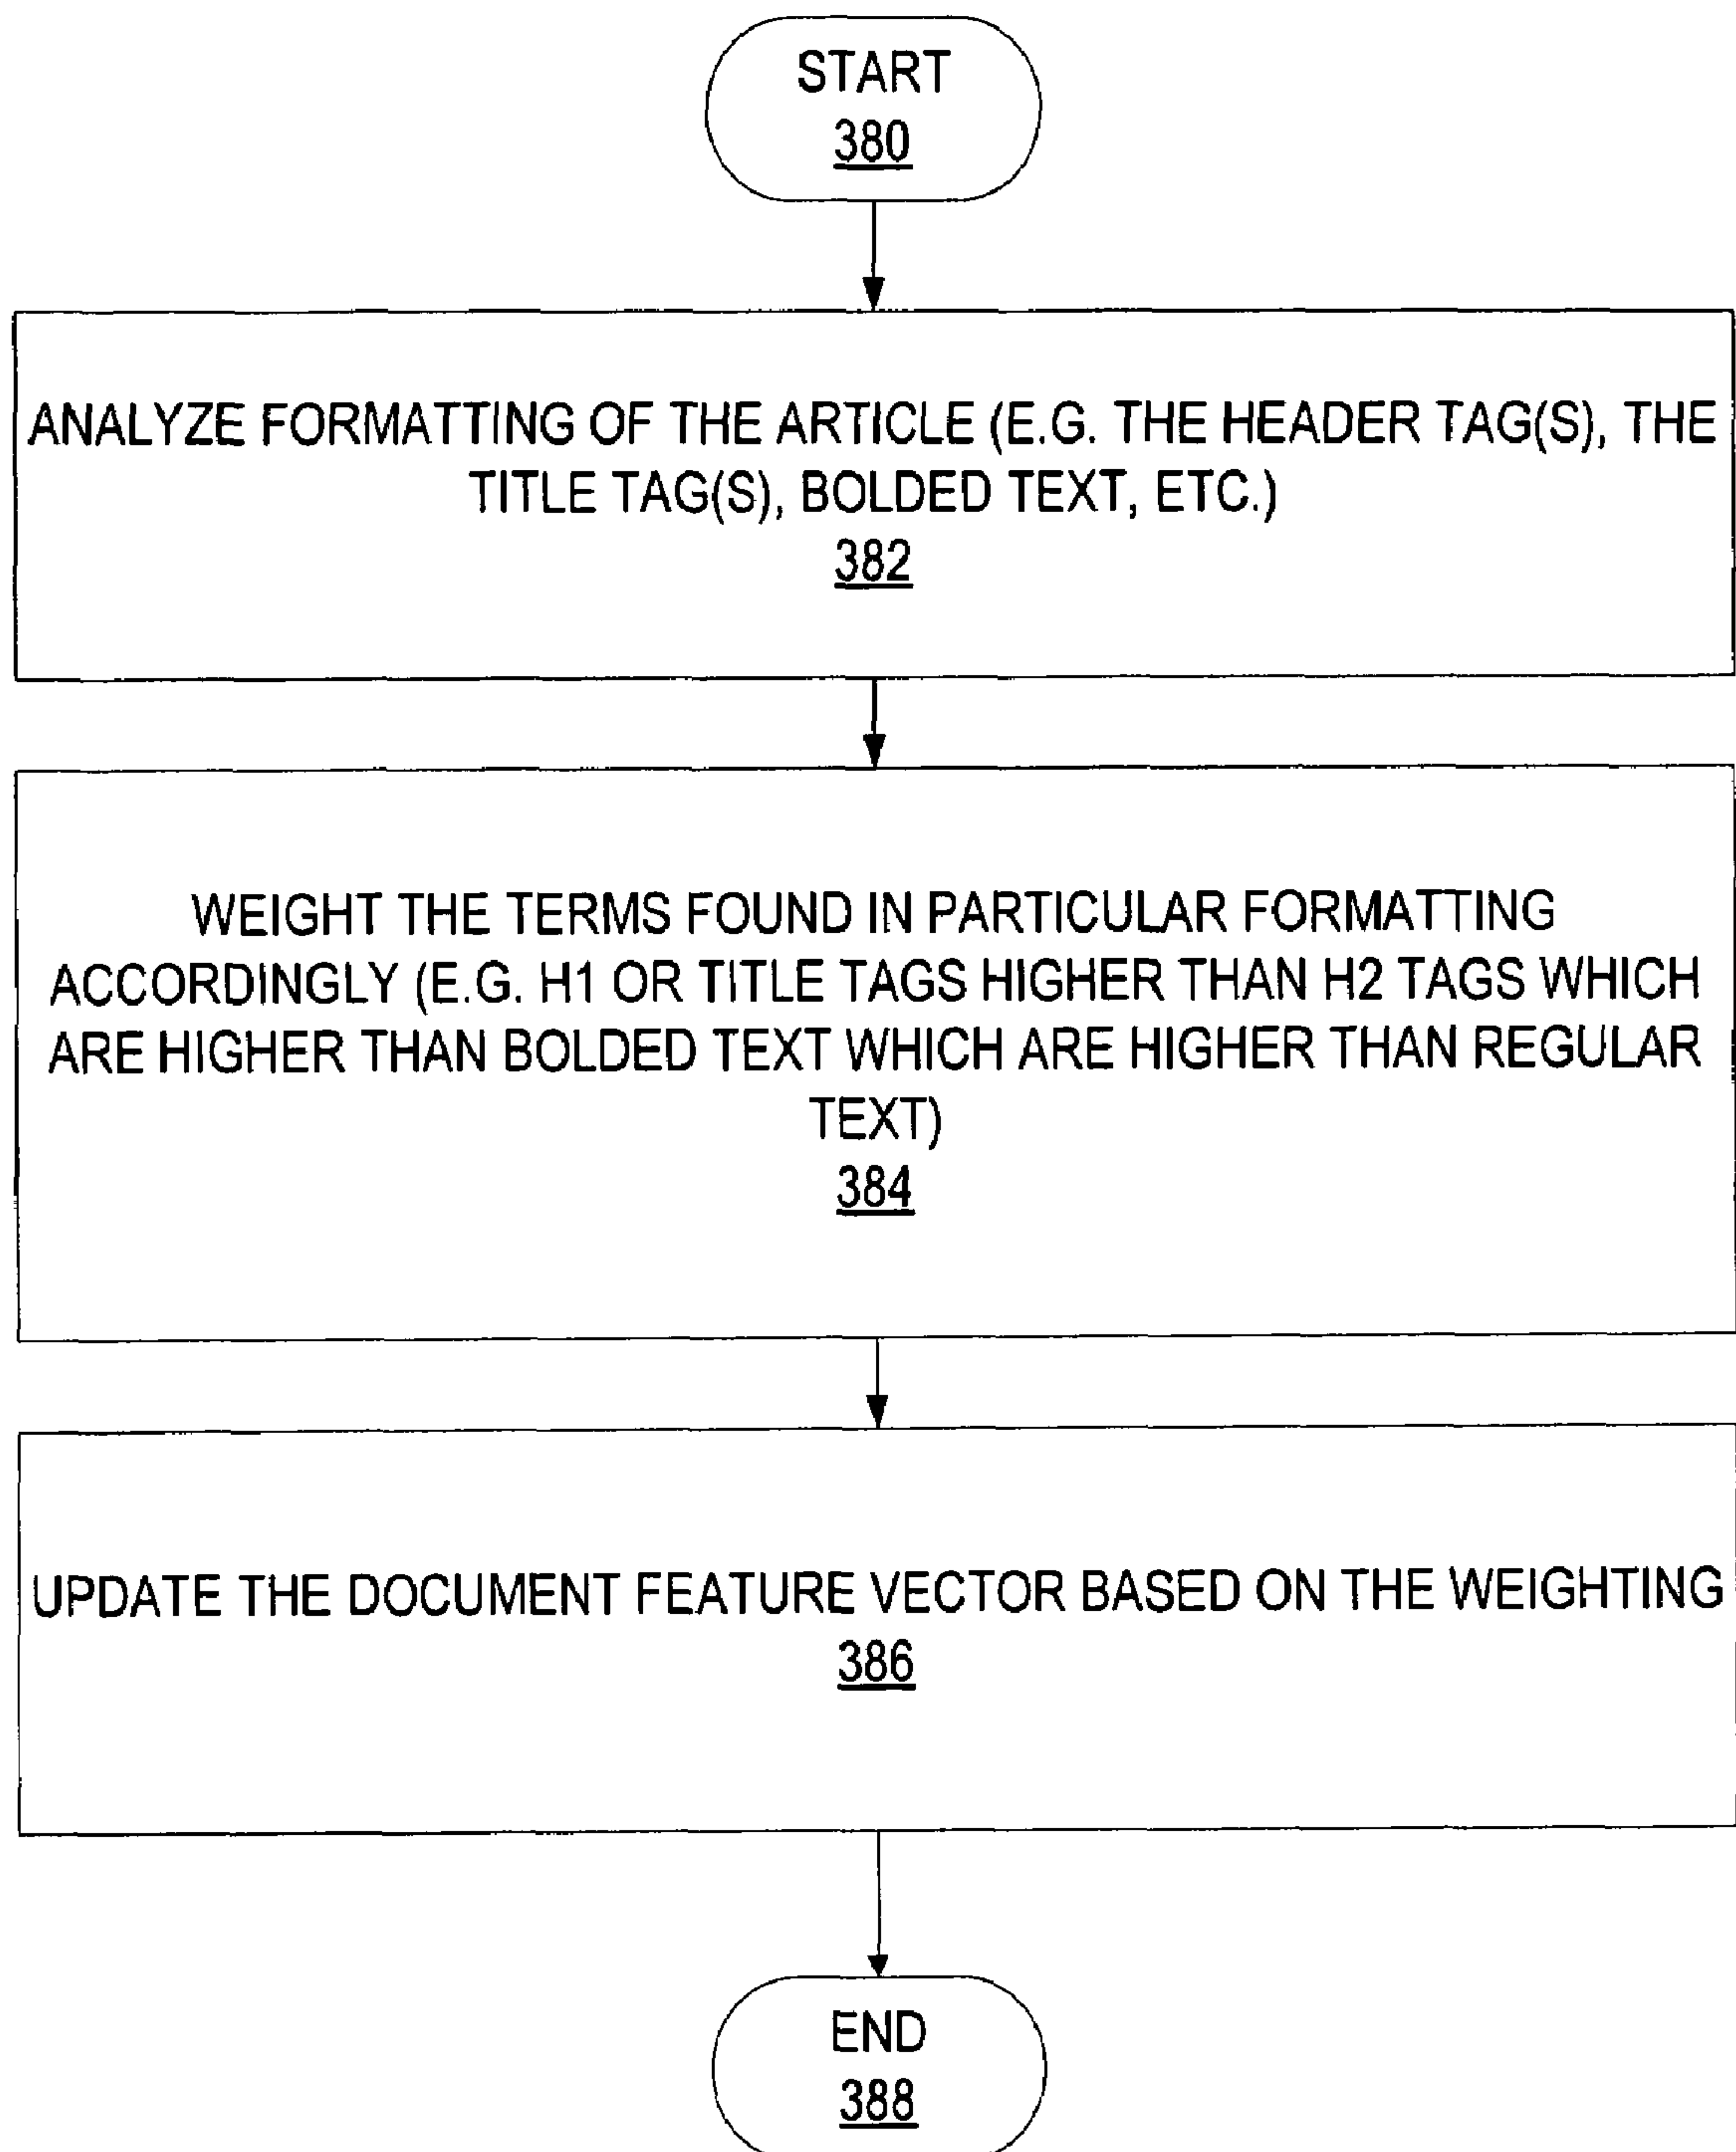 START
380
ANALYZE FORMATTING OF THE ARTICLE (E.G. THE HEADER TAG(S), THE
TITLE TAG(S), BOLDED TEXT, ETC.)
382
WEIGHT THE TERMS FOUND IN PARTICULAR FORMATTING
ACCORDINGLY (E.G. H1 OR TITLE TAGS HIGHER THAN H2 TAGS WHICH
ARE HIGHER THAN BOLDED TEXT WHICH ARE HIGHER THAN REGULAR
TEXT)
384
UPDATE THE DOCUMENT FEATURE VECTOR BASED ON THE WEIGHTING
386
END
388